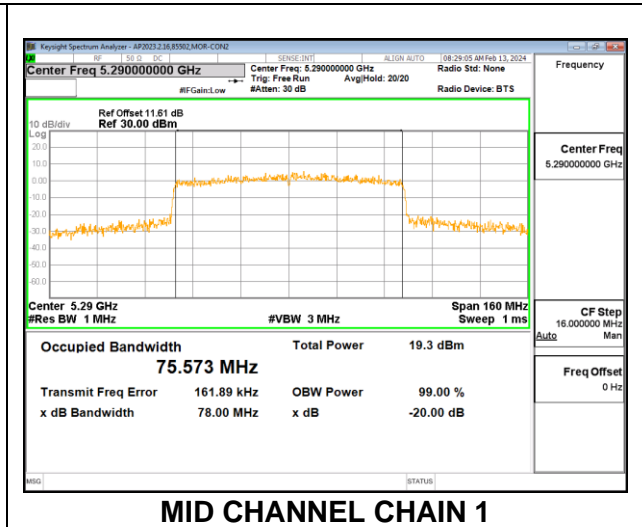 Keysight Spectrum Analyzer - AP2023.2.16,85502,MOR-CON2
RF 50 Ω DC SENSE:INT ALIGN AUTO 08:29:05 AM Feb 13, 2024
Center Freq 5.290000000 GHz
Center Freq: 5.290000000 GHz
Radio Std: None
Trig: Free Run Avg|Hold: 20/20
#IFGain:Low #Atten: 30 dB Radio Device: BTS
Frequency
Ref Offset 11.61 dB
10 dB/div Ref 30.00 dBm
Log
20.0
10.0
0.00
-10.0
-20.0
-30.0
-40.0
-50.0
-60.0
Center Freq
5.290000000 GHz
Center 5.29 GHz Span 160 MHz
#Res BW 1 MHz #VBW 3 MHz Sweep 1 ms
CF Step
16.000000 MHz
Auto Man
Occupied Bandwidth Total Power 19.3 dBm
75.573 MHz
Transmit Freq Error 161.89 kHz OBW Power 99.00 %
x dB Bandwidth 78.00 MHz x dB -20.00 dB
Freq Offset
0 Hz
MSG STATUS
MID CHANNEL CHAIN 1